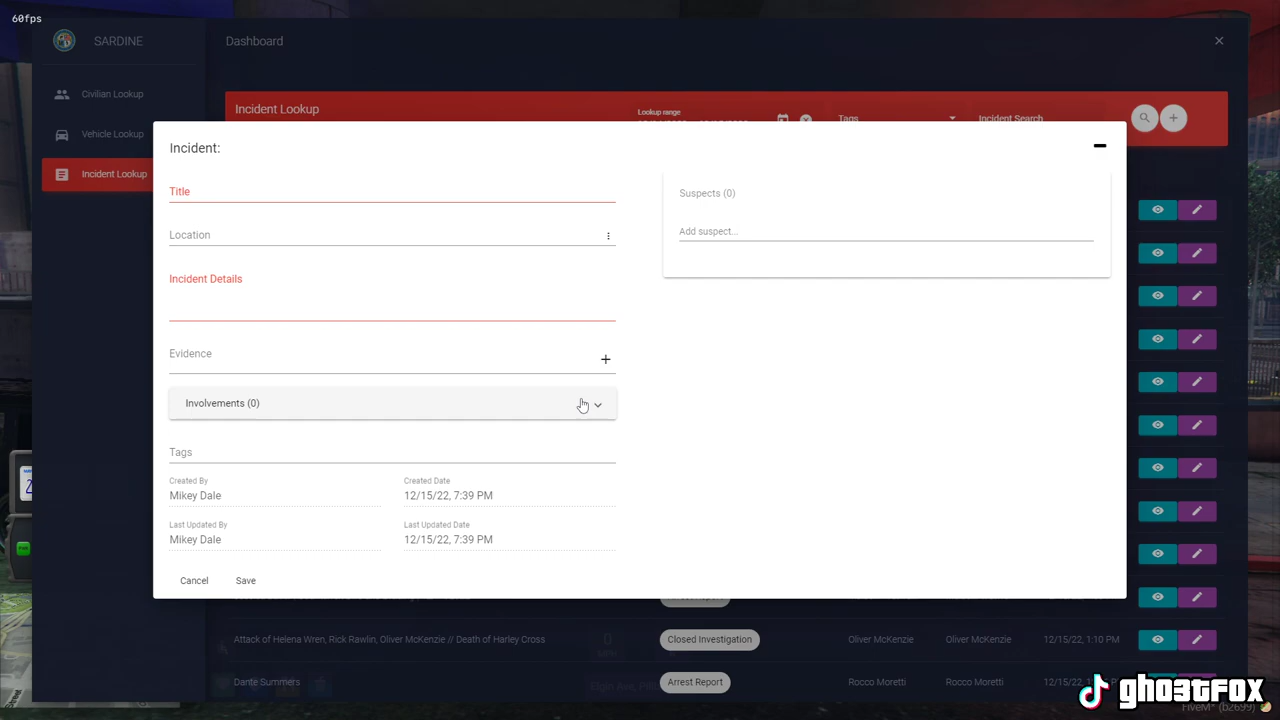 60fps
SARDINE
Dashboard
Civilian Lookup
Incident Lookup
Lookup range
Tags
Incident Search
Vehicle Lookup
Incident Lookup
Incident:
Title
Suspects (0)
Location
Add suspect...
Incident Details
Evidence
Involvements (0)
Tags
Created By
Created Date
Mikey Dale
12/15/22, 7:39 PM
Last Updated By
Last Updated Date
Mikey Dale
12/15/22, 7:39 PM
Cancel
Save
Arrest Report
Attack of Helena Wren, Rick Rawlin, Oliver McKenzie // Death of Harley Cross
Closed Investigation
Oliver McKenzie
Oliver McKenzie
12/15/22, 1:10 PM
Dante Summers
Arrest Report
Rocco Moretti
Rocco Moretti
gho3tfox
FiveM® (b2699)